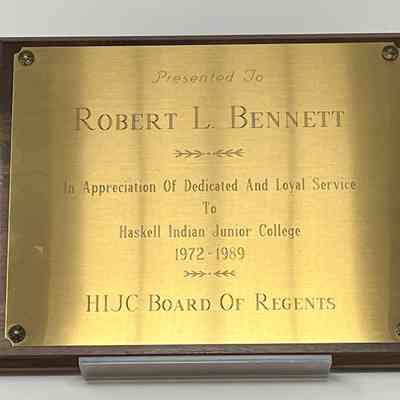 Presented To
ROBERT L. BENNETT
In Appreciation Of Dedicated And Loyal Service
To
Haskell Indian Junior College
1972-1989
HIJC BOARD OF REGENTS